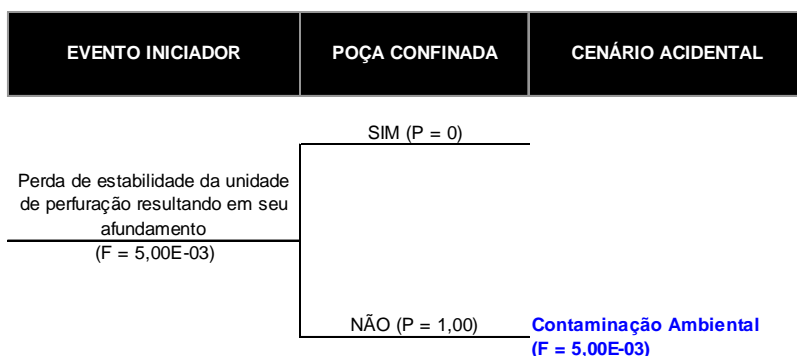 EVENTO INICIADOR
POÇA CONFINADA
CENÁRIO ACIDENTAL
SIM (P = 0)
Perda de estabilidade da unidade
de perfuração resultando em seu
afundamento
(F = 5,00E-03)
NÃO (P = 1,00)
Contaminação Ambiental
(F = 5,00E-03)